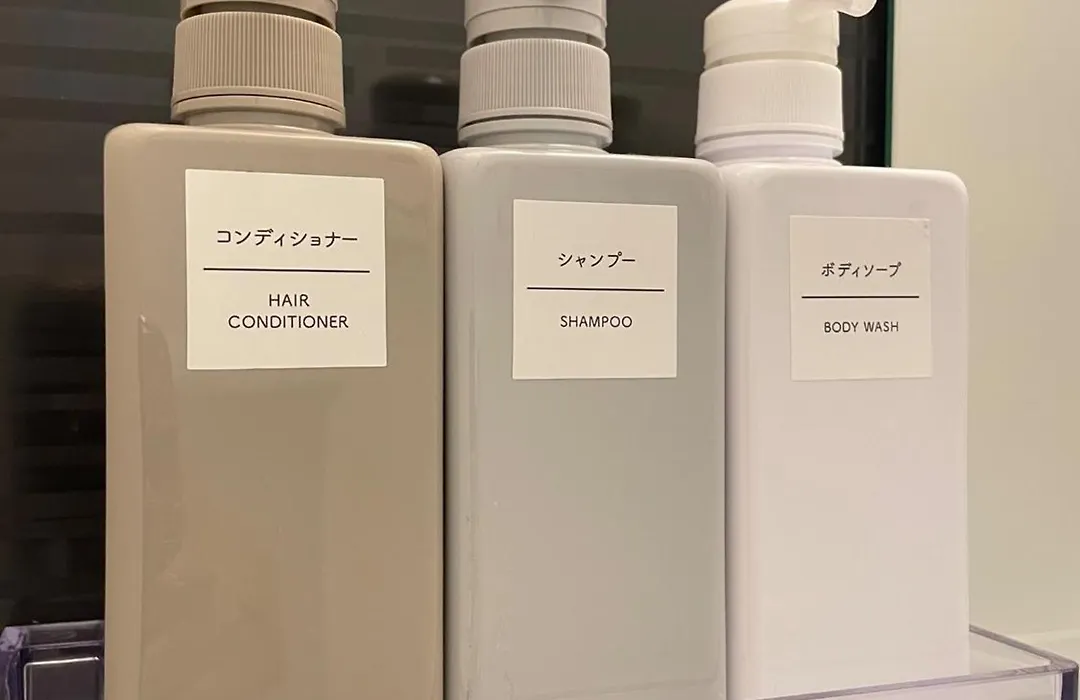 コンディショナー
HAIR
CONDITIONER
シャンプー
SHAMPOO
ボディソープ
BODY WASH